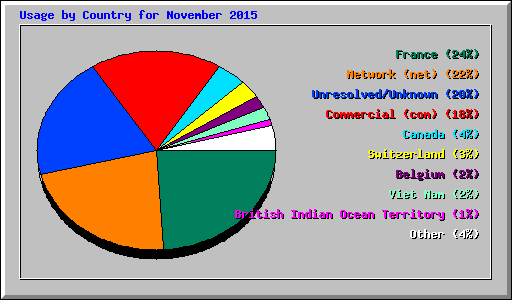 Usage by Country for November 2015
France (24%)
Network (net) (22%)
Unresolved/Unknown (20%)
Commercial (com) (18%)
Canada (4%)
Switzerland (3%)
Belgium (2%)
Viet Nam (2%)
British Indian Ocean Territory (1%)
Other (4%)